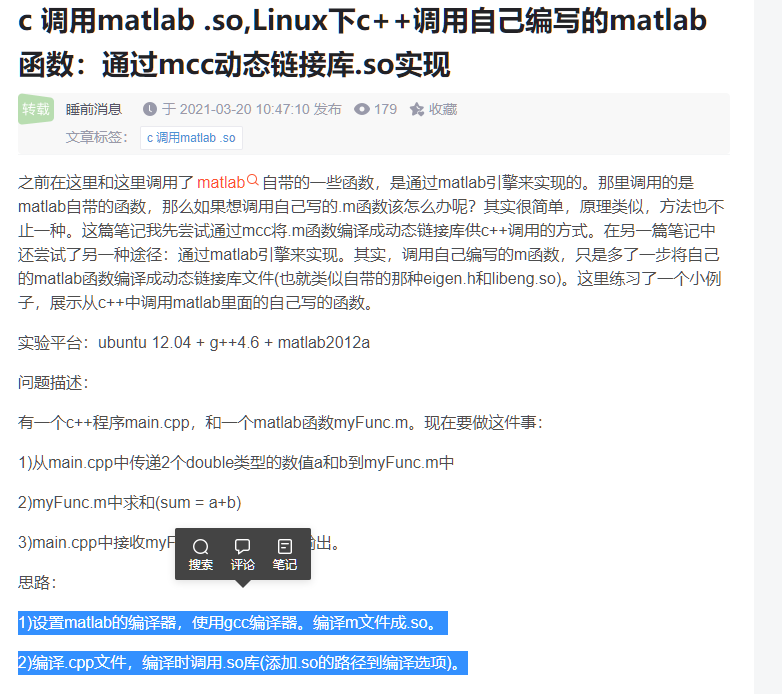 c 调用matlab .so,Linux下c++调用自己编写的matlab
函数：通过mcc动态链接库.so实现
转载 睡前消息 于 2021-03-20 10:47:10 发布 179 收藏
文章标签： c 调用matlab .so
之前在这里和这里调用了 matlab 自带的一些函数，是通过matlab引擎来实现的。那里调用的是
matlab自带的函数，那么如果想调用自己写的.m函数该怎么办呢？其实很简单，原理类似，方法也不
止一种。这篇笔记我先尝试通过mcc将.m函数编译成动态链接库供c++调用的方式。在另一篇笔记中
还尝试了另一种途径：通过matlab引擎来实现。其实，调用自己编写的m函数，只是多了一步将自己
的matlab函数编译成动态链接库文件(也就类似自带的那种eigen.h和libeng.so)。这里练习了一个小例
子，展示从c++中调用matlab里面的自己写的函数。
实验平台：ubuntu 12.04 + g++4.6 + matlab2012a
问题描述：
有一个c++程序main.cpp，和一个matlab函数myFunc.m。现在要做这件事：
1)从main.cpp中传递2个double类型的数值a和b到myFunc.m中
2)myFunc.m中求和(sum = a+b)
3)main.cpp中接收myF 出。
搜索 评论 笔记
思路：
1)设置matlab的编译器，使用gcc编译器。编译m文件成.so。
2)编译.cpp文件，编译时调用.so库(添加.so的路径到编译选项)。